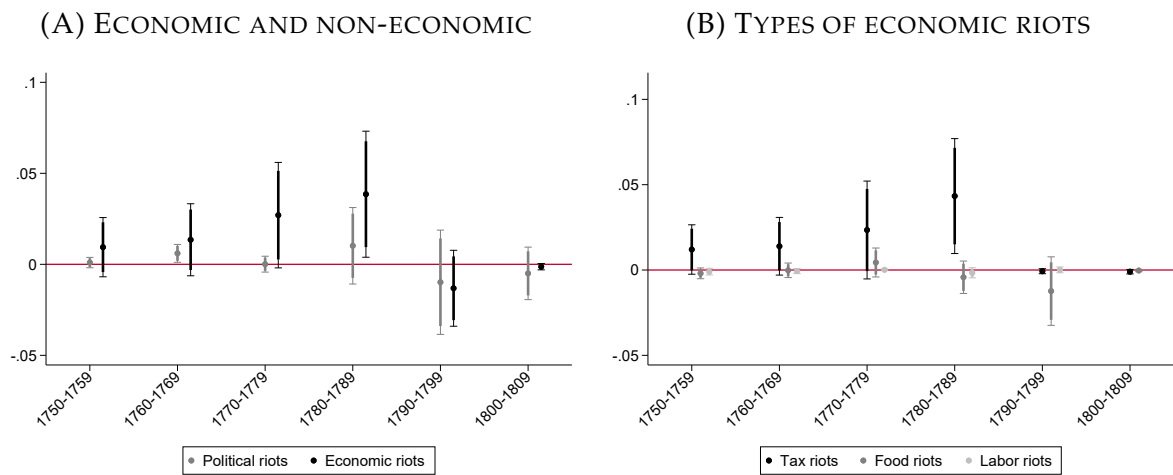 (A) ECONOMIC AND NON-ECONOMIC
.1
.05
0
-.05
1750-1759
1760-1769
1770-1779
1780-1789
1790-1799
1800-1809
Political riots
Economic riots
(B) TYPES OF ECONOMIC RIOTS
.1
.05
0
-.05
1750-1759
1760-1769
1770-1779
1780-1789
1790-1799
1800-1809
Tax riots
Food riots
Labor riots